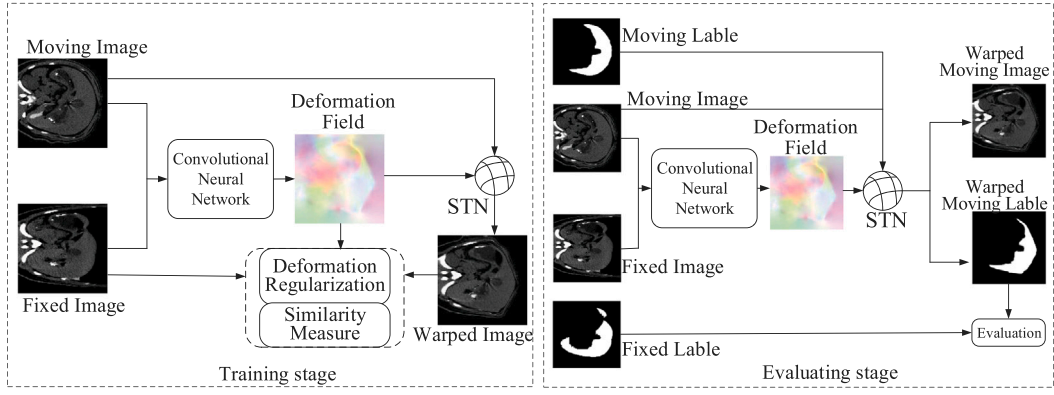 Moving Image
Deformation
Field
Convolutional
Neural
Network
STN
Fixed Image
Deformation
Regularization
Similarity
Measure
Warped Image
Training stage
Moving Lable
Moving Image
Warped
Moving Image
Deformation
Field
Convolutional
Neural
Network
STN
Warped
Moving Lable
Fixed Image
Evaluation
Fixed Lable
Evaluating stage